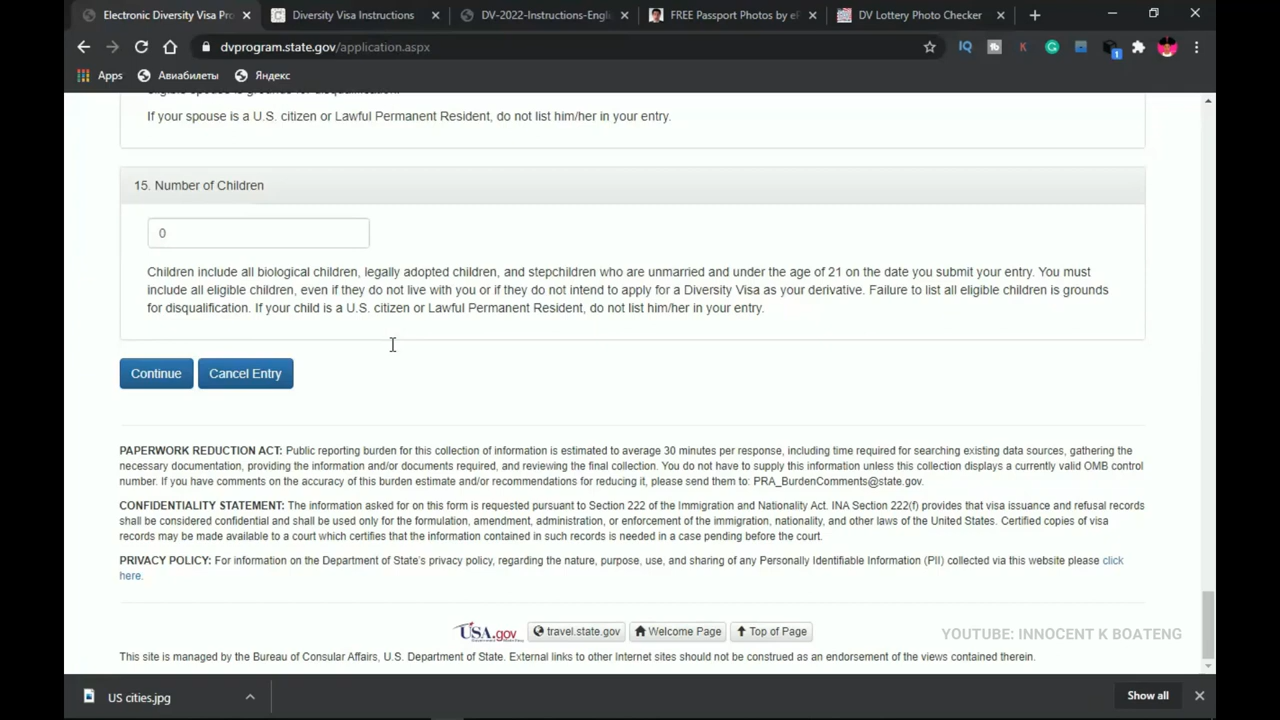 Electronic Diversity Visa Pro
Diversity Visa Instructions
DV-2022-Instructions-Engli
FREE Passport Photos by eP
DV Lottery Photo Checker
dvprogram.state.gov/application.aspx
Apps
Авиабилеты
Яндекс
If your spouse is a U.S. citizen or Lawful Permanent Resident, do not list him/her in your entry.
15. Number of Children
0
Children include all biological children, legally adopted children, and stepchildren who are unmarried and under the age of 21 on the date you submit your entry. You must
include all eligible children, even if they do not live with you or if they do not intend to apply for a Diversity Visa as your derivative. Failure to list all eligible children is grounds
for disqualification. If your child is a U.S. citizen or Lawful Permanent Resident, do not list him/her in your entry.
Continue
Cancel Entry
PAPERWORK REDUCTION ACT: Public reporting burden for this collection of information is estimated to average 30 minutes per response, including time required for searching existing data sources, gathering the
necessary documentation, providing the information and/or documents required, and reviewing the final collection. You do not have to supply this information unless this collection displays a currently valid OMB control
number. If you have comments on the accuracy of this burden estimate and/or recommendations for reducing it, please send them to: PRA_BurdenComments@state.gov.
CONFIDENTIALITY STATEMENT: The information asked for on this form is requested pursuant to Section 222 of the Immigration and Nationality Act. INA Section 222(f) provides that visa issuance and refusal records
shall be considered confidential and shall be used only for the formulation, amendment, administration, or enforcement of the immigration, nationality, and other laws of the United States. Certified copies of visa
records may be made available to a court which certifies that the information contained in such records is needed in a case pending before the court.
PRIVACY POLICY: For information on the Department of State's privacy policy, regarding the nature, purpose, use, and sharing of any Personally Identifiable Information (PII) collected via this website please click
here.
USA.gov
travel.state.gov
Welcome Page
Top of Page
YOUTUBE: INNOCENT K BOATENG
This site is managed by the Bureau of Consular Affairs, U.S. Department of State. External links to other Internet sites should not be construed as an endorsement of the views contained therein.
US cities.jpg
Show all